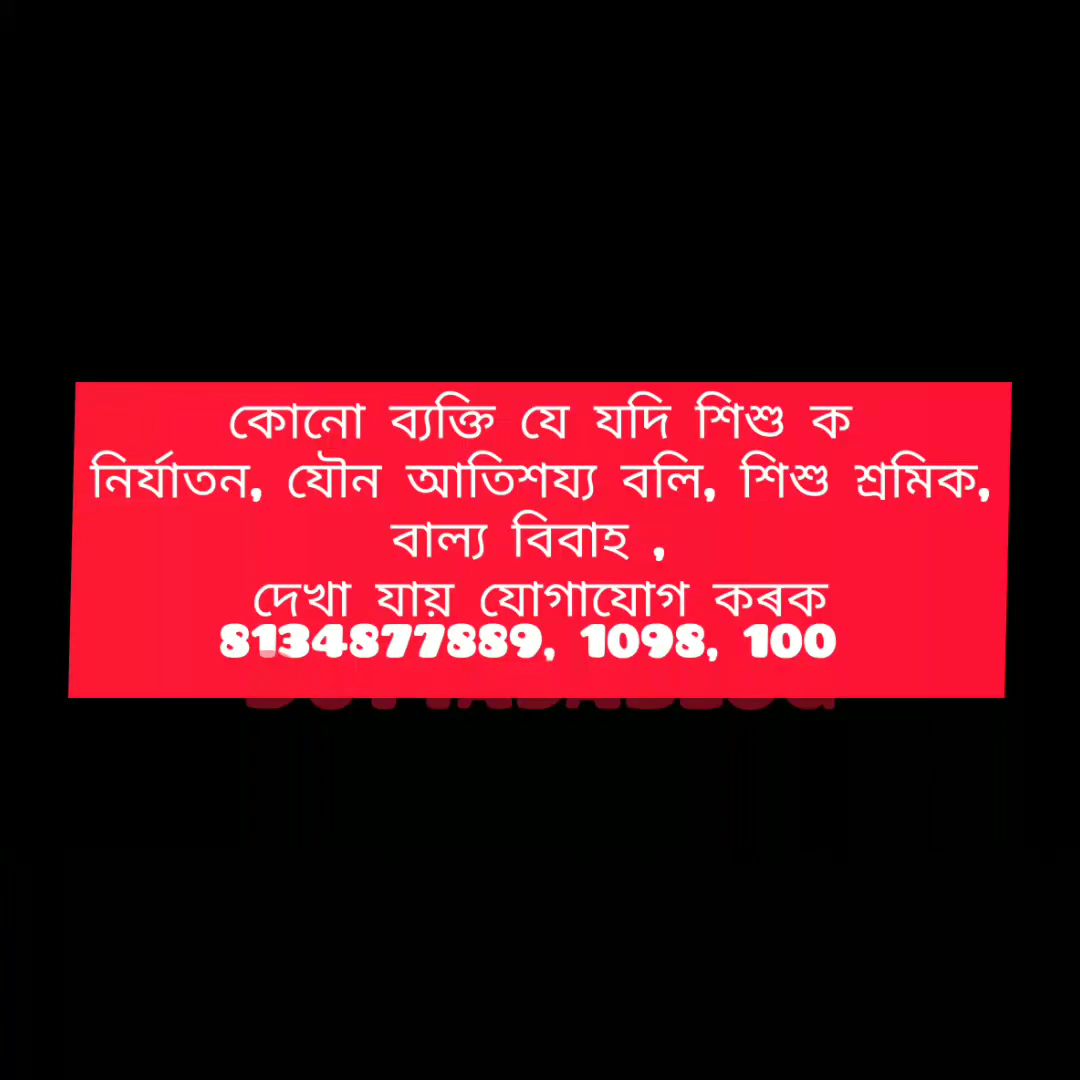 কোনো ব্যক্তি যে যদি শিশু ক
নির্যাতন, যৌন আতিশয্য বলি, শিশু শ্রমিক,
বাল্য বিবাহ ,
দেখা যায় যোগাযোগ কৰক
8134877889, 1098, 100